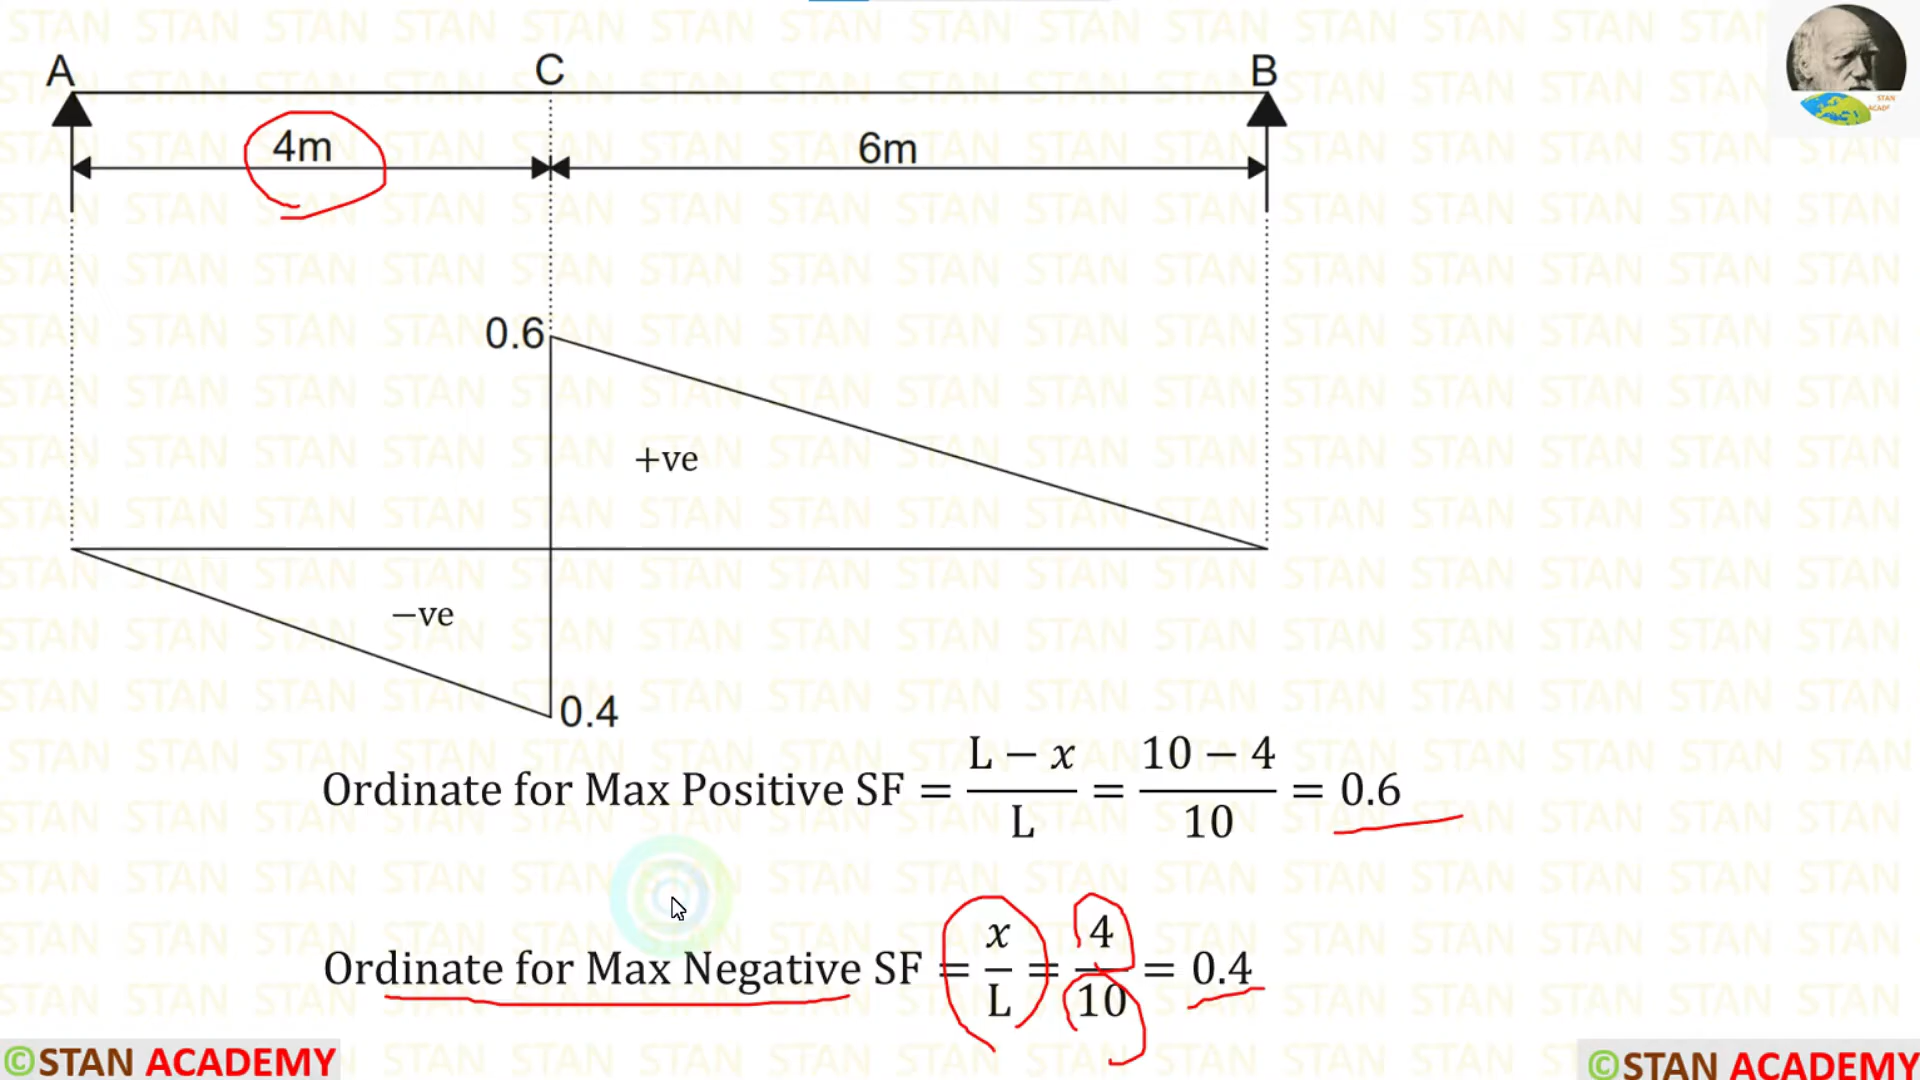 A C B
4m 6m
0.6
+ve
−ve
0.4
Ordinate for Max Positive SF = L − x / L = 10 − 4 / 10 = 0.6
Ordinate for Max Negative SF = x / L = 4 / 10 = 0.4
©STAN ACADEMY
©STAN ACADEMY